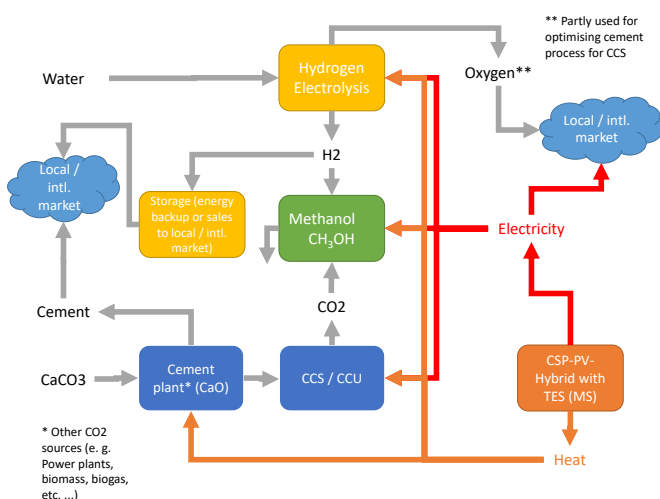 ** Partly used for
optimising cement
process for CCS
Water
Hydrogen
Electrolysis
Oxygen**
Local / intl.
market
H2
Local /
intl.
market
Storage (energy
backup or sales
to local / intl.
market)
Methanol
CH₃OH
Electricity
CO2
Cement
CaCO3
Cement
plant* (CaO)
CCS / CCU
CSP-PV-
Hybrid with
TES (MS)
* Other CO2
sources (e. g.
Power plants,
biomass, biogas,
etc. ...)
Heat